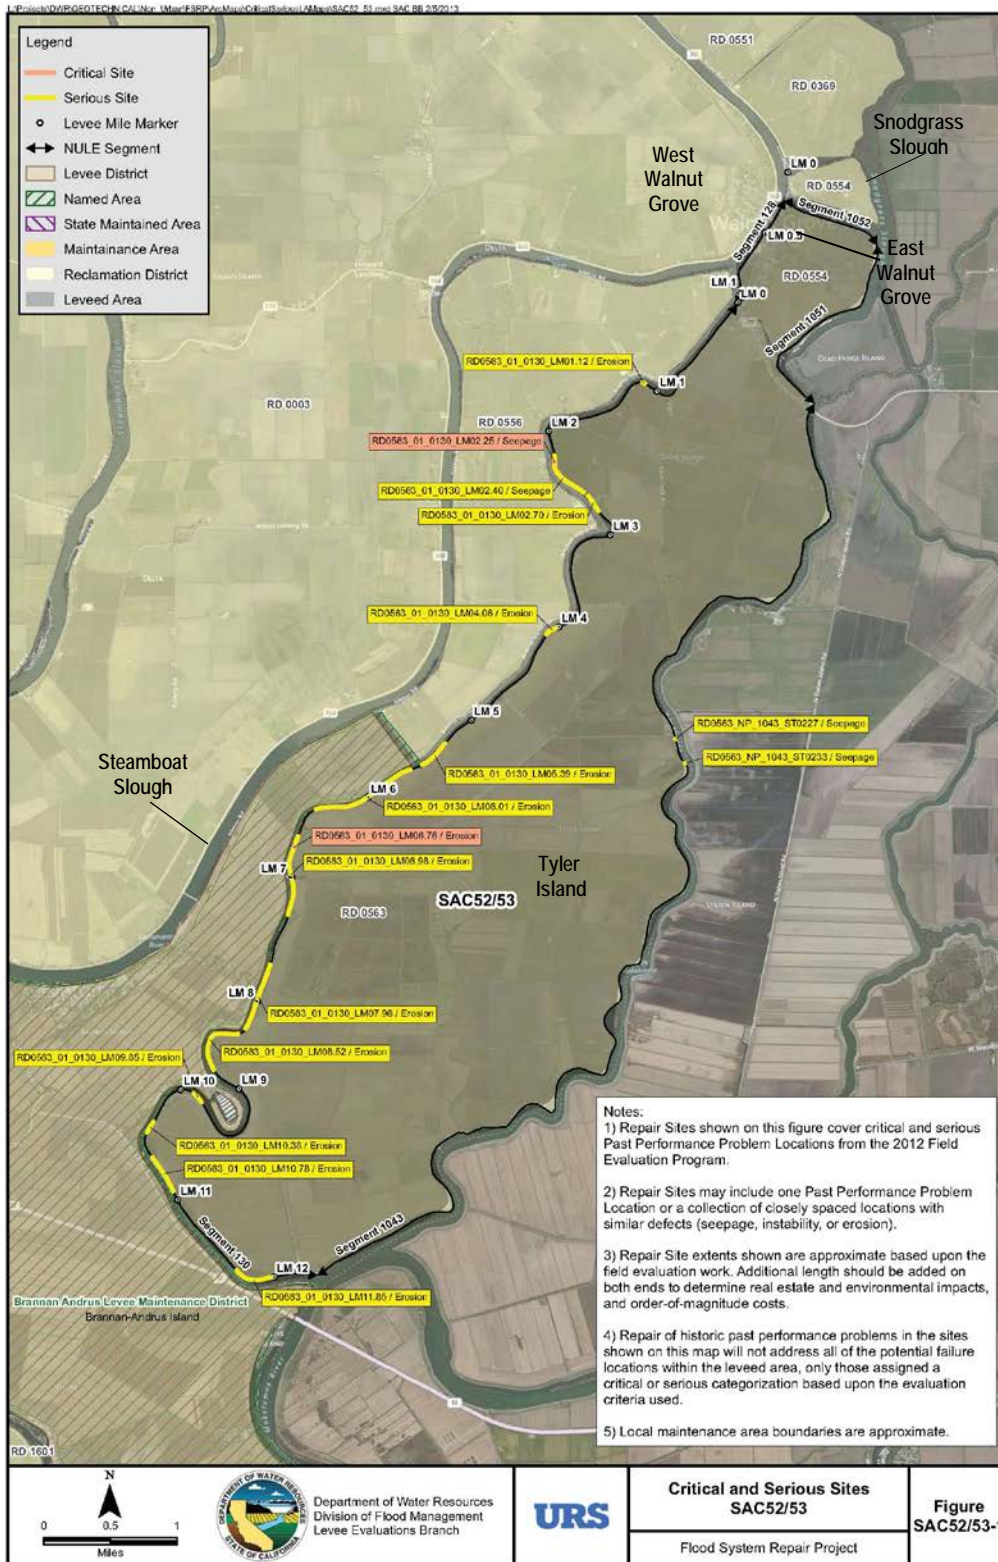 Legend
Critical Site
Serious Site
Levee Mile Marker
NULE Segment
Levee District
Named Area
State Maintained Area
Maintainance Area
Reclamation District
Leveed Area
RD 0551
RD 0369
Snodgrass
Slough
West
Walnut
Grove
LM 0
RD 0554
Segment 1052
Segment 128
LM 0.5
East
Walnut
Grove
RD 0554
LM 1
LM 0
Segment 1051
DEAD HORSE ISLAND
RD0563_01_0130_LM01.12 / Erosion
LM 1
RD 0003
RD 0556
LM 2
RD0563_01_0130_LM02.25 / Seepage
RD0563_01_0130_LM02.40 / Seepage
RD0563_01_0130_LM02.70 / Erosion
LM 3
DELTA
RD0563_01_0130_LM04.06 / Erosion
LM 4
LM 5
RD0563_NP_1043_ST0227 / Seepage
RD0563_NP_1043_ST0233 / Seepage
Steamboat
Slough
RD0563_01_0130_LM05.39 / Erosion
LM 6
RD0563_01_0130_LM06.01 / Erosion
RD0563_01_0130_LM06.76 / Erosion
LM 7
RD0563_01_0130_LM06.98 / Erosion
Tyler
Island
SAC52/53
RD 0563
LM 8
RD0563_01_0130_LM07.96 / Erosion
RD0563_01_0130_LM08.52 / Erosion
RD0563_01_0130_LM09.85 / Erosion
LM 10
LM 9
RD0563_01_0130_LM10.38 / Erosion
RD0563_01_0130_LM10.78 / Erosion
LM 11
Segment 130
Segment 1043
LM 12
RD0563_01_0130_LM11.85 / Erosion
Brannan Andrus Levee Maintenance District
Brannan-Andrus Island
RD 1601
Notes:
1) Repair Sites shown on this figure cover critical and serious
Past Performance Problem Locations from the 2012 Field
Evaluation Program.
2) Repair Sites may include one Past Performance Problem
Location or a collection of closely spaced locations with
similar defects (seepage, instability, or erosion).
3) Repair Site extents shown are approximate based upon the
field evaluation work. Additional length should be added on
both ends to determine real estate and environmental impacts,
and order-of-magnitude costs.
4) Repair of historic past performance problems in the sites
shown on this map will not address all of the potential failure
locations within the leveed area, only those assigned a
critical or serious categorization based upon the evaluation
criteria used.
5) Local maintenance area boundaries are approximate.
N
0 0.5 1
Miles
DEPARTMENT OF WATER RESOURCES
STATE OF CALIFORNIA
Department of Water Resources
Division of Flood Management
Levee Evaluations Branch
URS
Critical and Serious Sites
SAC52/53
Flood System Repair Project
Figure
SAC52/53-